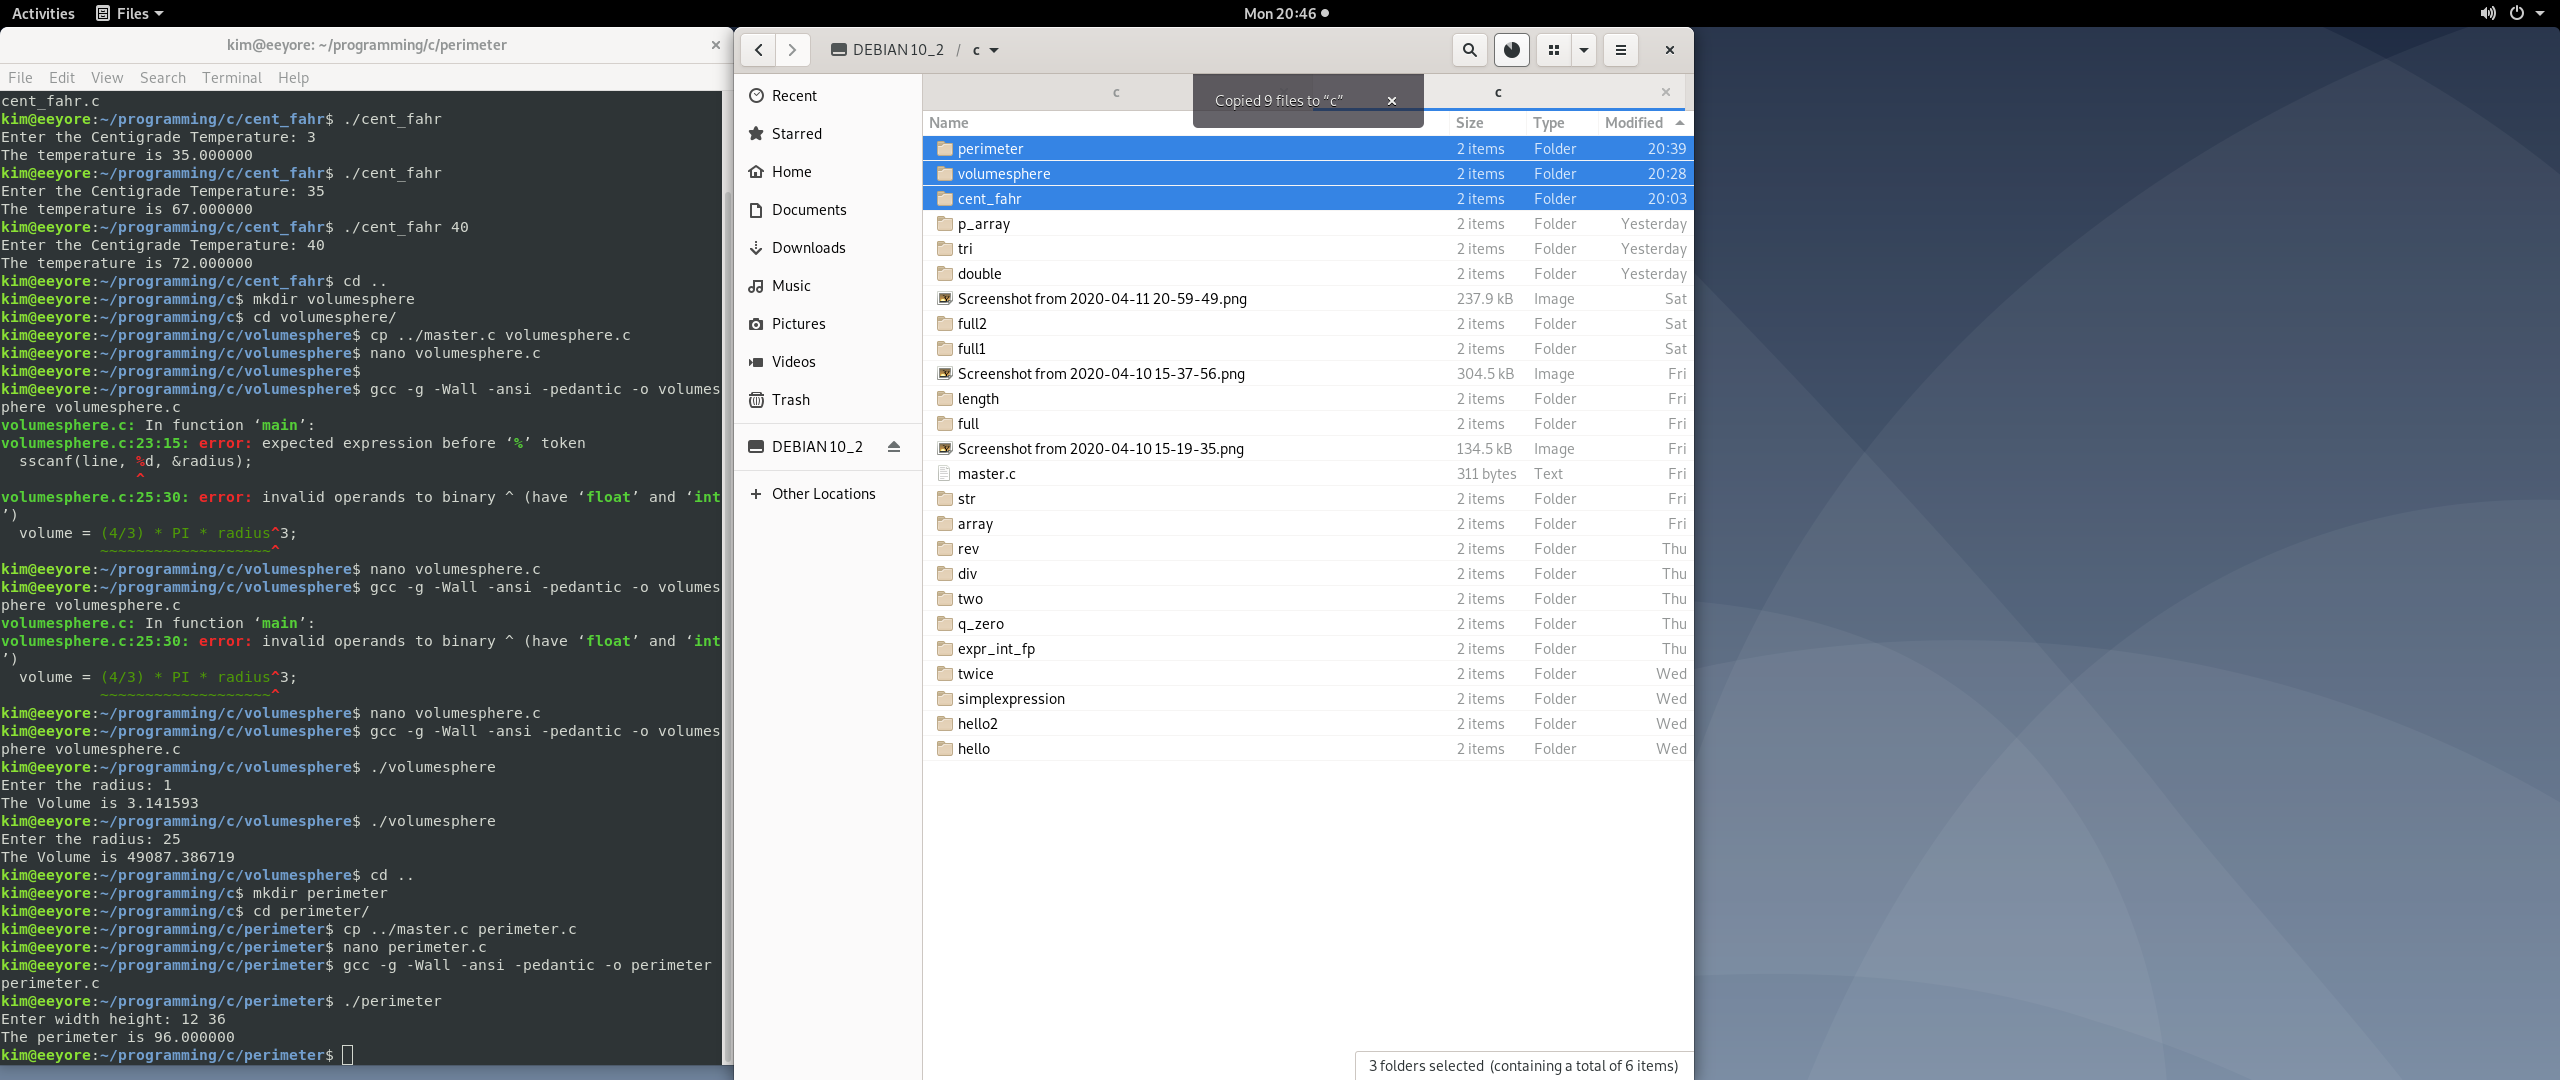 Activities
Files
Mon 20:46
kim@eeyore: ~/programming/c/perimeter
File Edit View Search Terminal Help
cent_fahr.c
kim@eeyore:~/programming/c/cent_fahr$ ./cent_fahr
Enter the Centigrade Temperature: 3
The temperature is 35.000000
kim@eeyore:~/programming/c/cent_fahr$ ./cent_fahr
Enter the Centigrade Temperature: 35
The temperature is 67.000000
kim@eeyore:~/programming/c/cent_fahr$ ./cent_fahr 40
Enter the Centigrade Temperature: 40
The temperature is 72.000000
kim@eeyore:~/programming/c/cent_fahr$ cd ..
kim@eeyore:~/programming/c$ mkdir volumesphere
kim@eeyore:~/programming/c$ cd volumesphere/
kim@eeyore:~/programming/c/volumesphere$ cp ../master.c volumesphere.c
kim@eeyore:~/programming/c/volumesphere$ nano volumesphere.c
kim@eeyore:~/programming/c/volumesphere$
kim@eeyore:~/programming/c/volumesphere$ gcc -g -Wall -ansi -pedantic -o volumes
phere volumesphere.c
volumesphere.c: In function ‘main’:
volumesphere.c:23:15: error: expected expression before ‘%’ token
sscanf(line, %d, &radius);
^
volumesphere.c:25:30: error: invalid operands to binary ^ (have ‘float’ and ‘int
’)
volume = (4/3) * PI * radius^3;
~~~~~~~~~~~~~~~~~~~^
kim@eeyore:~/programming/c/volumesphere$ nano volumesphere.c
kim@eeyore:~/programming/c/volumesphere$ gcc -g -Wall -ansi -pedantic -o volumes
phere volumesphere.c
volumesphere.c: In function ‘main’:
volumesphere.c:25:30: error: invalid operands to binary ^ (have ‘float’ and ‘int
’)
volume = (4/3) * PI * radius^3;
~~~~~~~~~~~~~~~~~~~^
kim@eeyore:~/programming/c/volumesphere$ nano volumesphere.c
kim@eeyore:~/programming/c/volumesphere$ gcc -g -Wall -ansi -pedantic -o volumes
phere volumesphere.c
kim@eeyore:~/programming/c/volumesphere$ ./volumesphere
Enter the radius: 1
The Volume is 3.141593
kim@eeyore:~/programming/c/volumesphere$ ./volumesphere
Enter the radius: 25
The Volume is 49087.386719
kim@eeyore:~/programming/c/volumesphere$ cd ..
kim@eeyore:~/programming/c$ mkdir perimeter
kim@eeyore:~/programming/c$ cd perimeter/
kim@eeyore:~/programming/c/perimeter$ cp ../master.c perimeter.c
kim@eeyore:~/programming/c/perimeter$ nano perimeter.c
kim@eeyore:~/programming/c/perimeter$ gcc -g -Wall -ansi -pedantic -o perimeter
perimeter.c
kim@eeyore:~/programming/c/perimeter$ ./perimeter
Enter width height: 12 36
The perimeter is 96.000000
kim@eeyore:~/programming/c/perimeter$
DEBIAN 10_2 / c
Recent
Starred
Home
Documents
Downloads
Music
Pictures
Videos
Trash
DEBIAN 10_2
Other Locations
c
c
Copied 9 files to “c”
Name Size Type Modified
perimeter 2 items Folder 20:39
volumesphere 2 items Folder 20:28
cent_fahr 2 items Folder 20:03
p_array 2 items Folder Yesterday
tri 2 items Folder Yesterday
double 2 items Folder Yesterday
Screenshot from 2020-04-11 20-59-49.png 237.9 kB Image Sat
full2 2 items Folder Sat
full1 2 items Folder Sat
Screenshot from 2020-04-10 15-37-56.png 304.5 kB Image Fri
length 2 items Folder Fri
full 2 items Folder Fri
Screenshot from 2020-04-10 15-19-35.png 134.5 kB Image Fri
master.c 311 bytes Text Fri
str 2 items Folder Fri
array 2 items Folder Fri
rev 2 items Folder Thu
div 2 items Folder Thu
two 2 items Folder Thu
q_zero 2 items Folder Thu
expr_int_fp 2 items Folder Thu
twice 2 items Folder Wed
simplexpression 2 items Folder Wed
hello2 2 items Folder Wed
hello 2 items Folder Wed
3 folders selected (containing a total of 6 items)